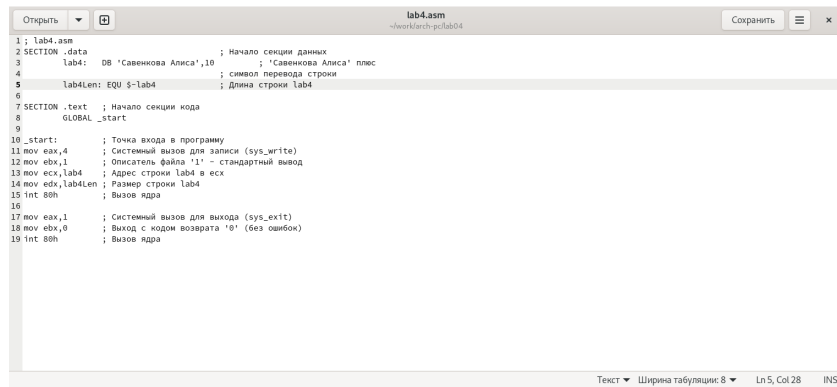 Открыть
lab4.asm
~/work/arch-pc/lab04
Сохранить
1 ; lab4.asm
2 SECTION .data ; Начало секции данных
3 lab4: DB 'Савенкова Алиса',10 ; 'Савенкова Алиса' плюс
4 ; символ перевода строки
5 lab4Len: EQU $-lab4 ; Длина строки lab4
6
7 SECTION .text ; Начало секции кода
8 GLOBAL _start
9
10 _start: ; Точка входа в программу
11 mov eax,4 ; Системный вызов для записи (sys_write)
12 mov ebx,1 ; Описатель файла '1' - стандартный вывод
13 mov ecx,lab4 ; Адрес строки lab4 в ecx
14 mov edx,lab4Len ; Размер строки lab4
15 int 80h ; Вызов ядра
16
17 mov eax,1 ; Системный вызов для выхода (sys_exit)
18 mov ebx,0 ; Выход с кодом возврата '0' (без ошибок)
19 int 80h ; Вызов ядра
Текст Ширина табуляции: 8 Ln 5, Col 28 INS